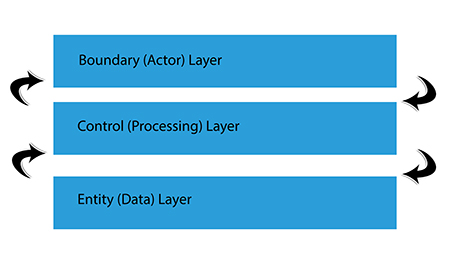 Boundary (Actor) Layer
Control (Processing) Layer
Entity (Data) Layer